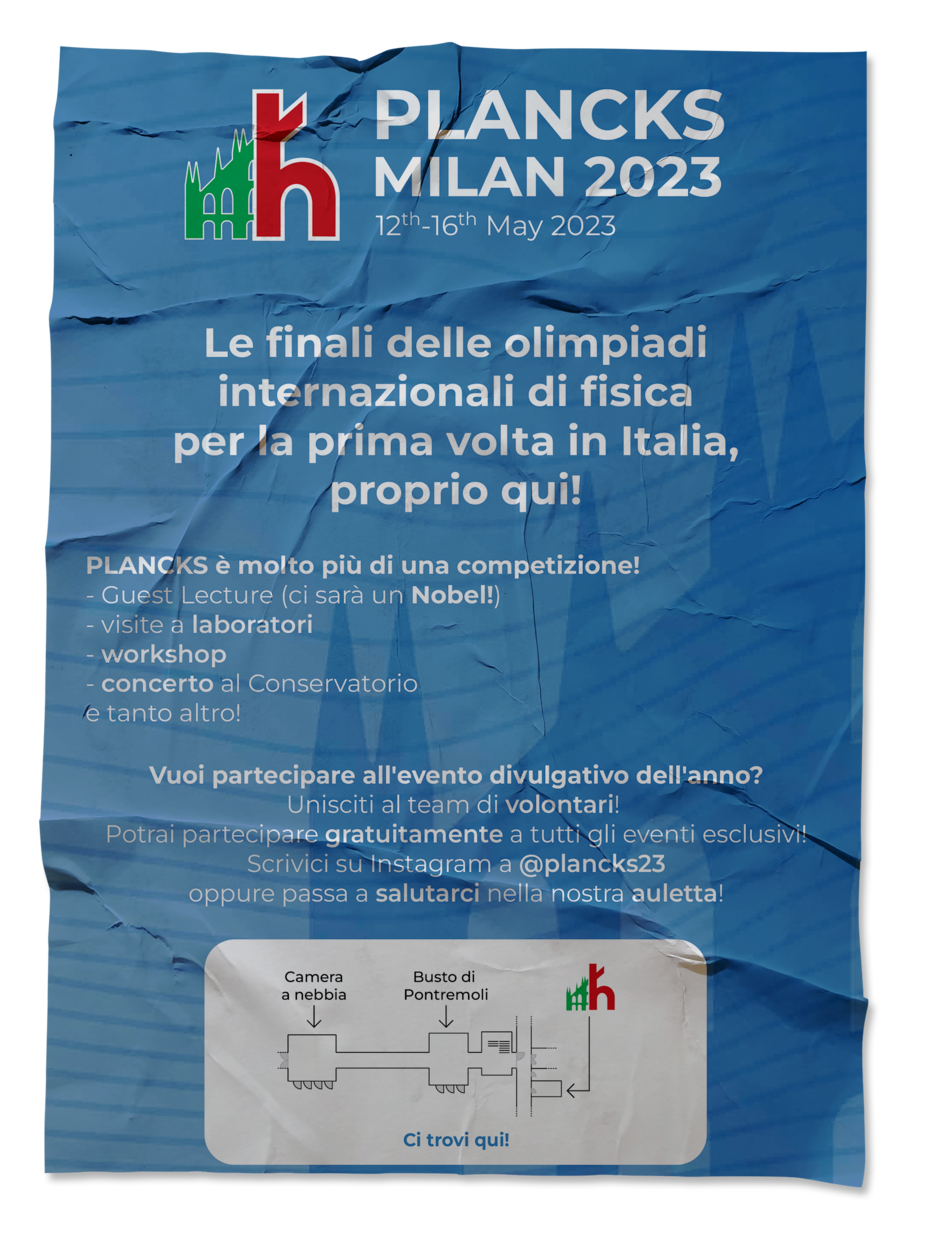 PLANCKS
MILAN 2023
12th-16th May 2023
Le finali delle olimpiadi
internazionali di fisica
per la prima volta in Italia,
proprio qui!
PLANCKS è molto più di una competizione!
- Guest Lecture (ci sarà un Nobel!)
- visite a laboratori
- workshop
- concerto al Conservatorio
e tanto altro!
Vuoi partecipare all'evento divulgativo dell'anno?
Unisciti al team di volontari!
Potrai partecipare gratuitamente a tutti gli eventi esclusivi!
Scrivici su Instagram a @plancks23
oppure passa a salutarci nella nostra auletta!
Camera
a nebbia
Busto di
Pontremoli
Ci trovi qui!